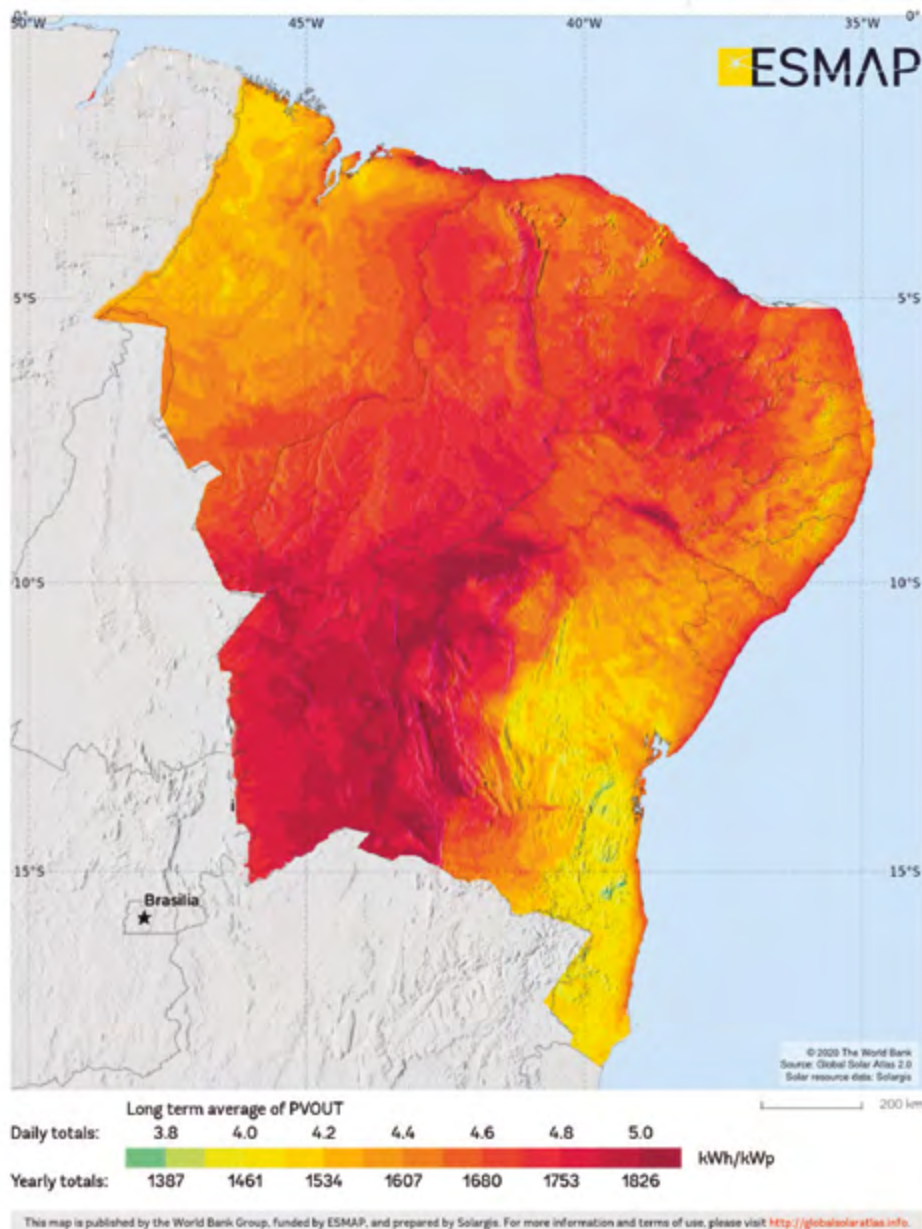 50°W 45°W 40°W 35°W 0°
ESMAP
5°S 5°S
10°S 10°S
15°S 15°S
Brasilia
© 2020 The World Bank
Source: Global Solar Atlas 2.0
Solar resource data: Solargis
200 km
Long term average of PVOUT
Daily totals: 3.8 4.0 4.2 4.4 4.6 4.8 5.0
kWh/kWp
Yearly totals: 1387 1461 1534 1607 1680 1753 1826
This map is published by the World Bank Group, funded by ESMAP, and prepared by Solargis. For more information and terms of use, please visit http://globalsolaratlas.info.